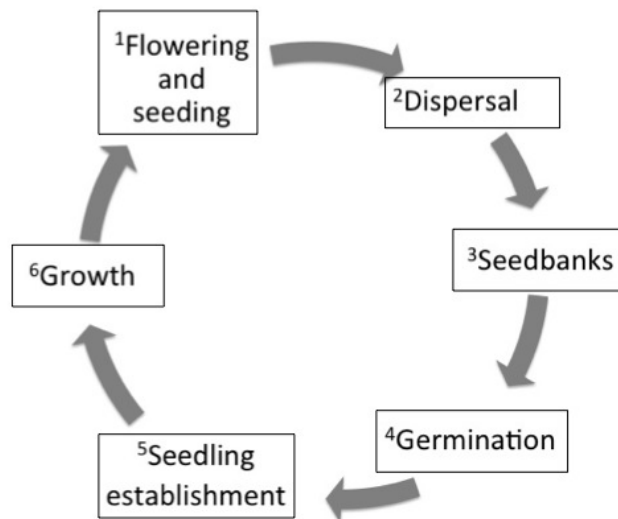 ¹Flowering
and
seeding
²Dispersal
³Seedbanks
⁴Germination
⁵Seedling
establishment
⁶Growth